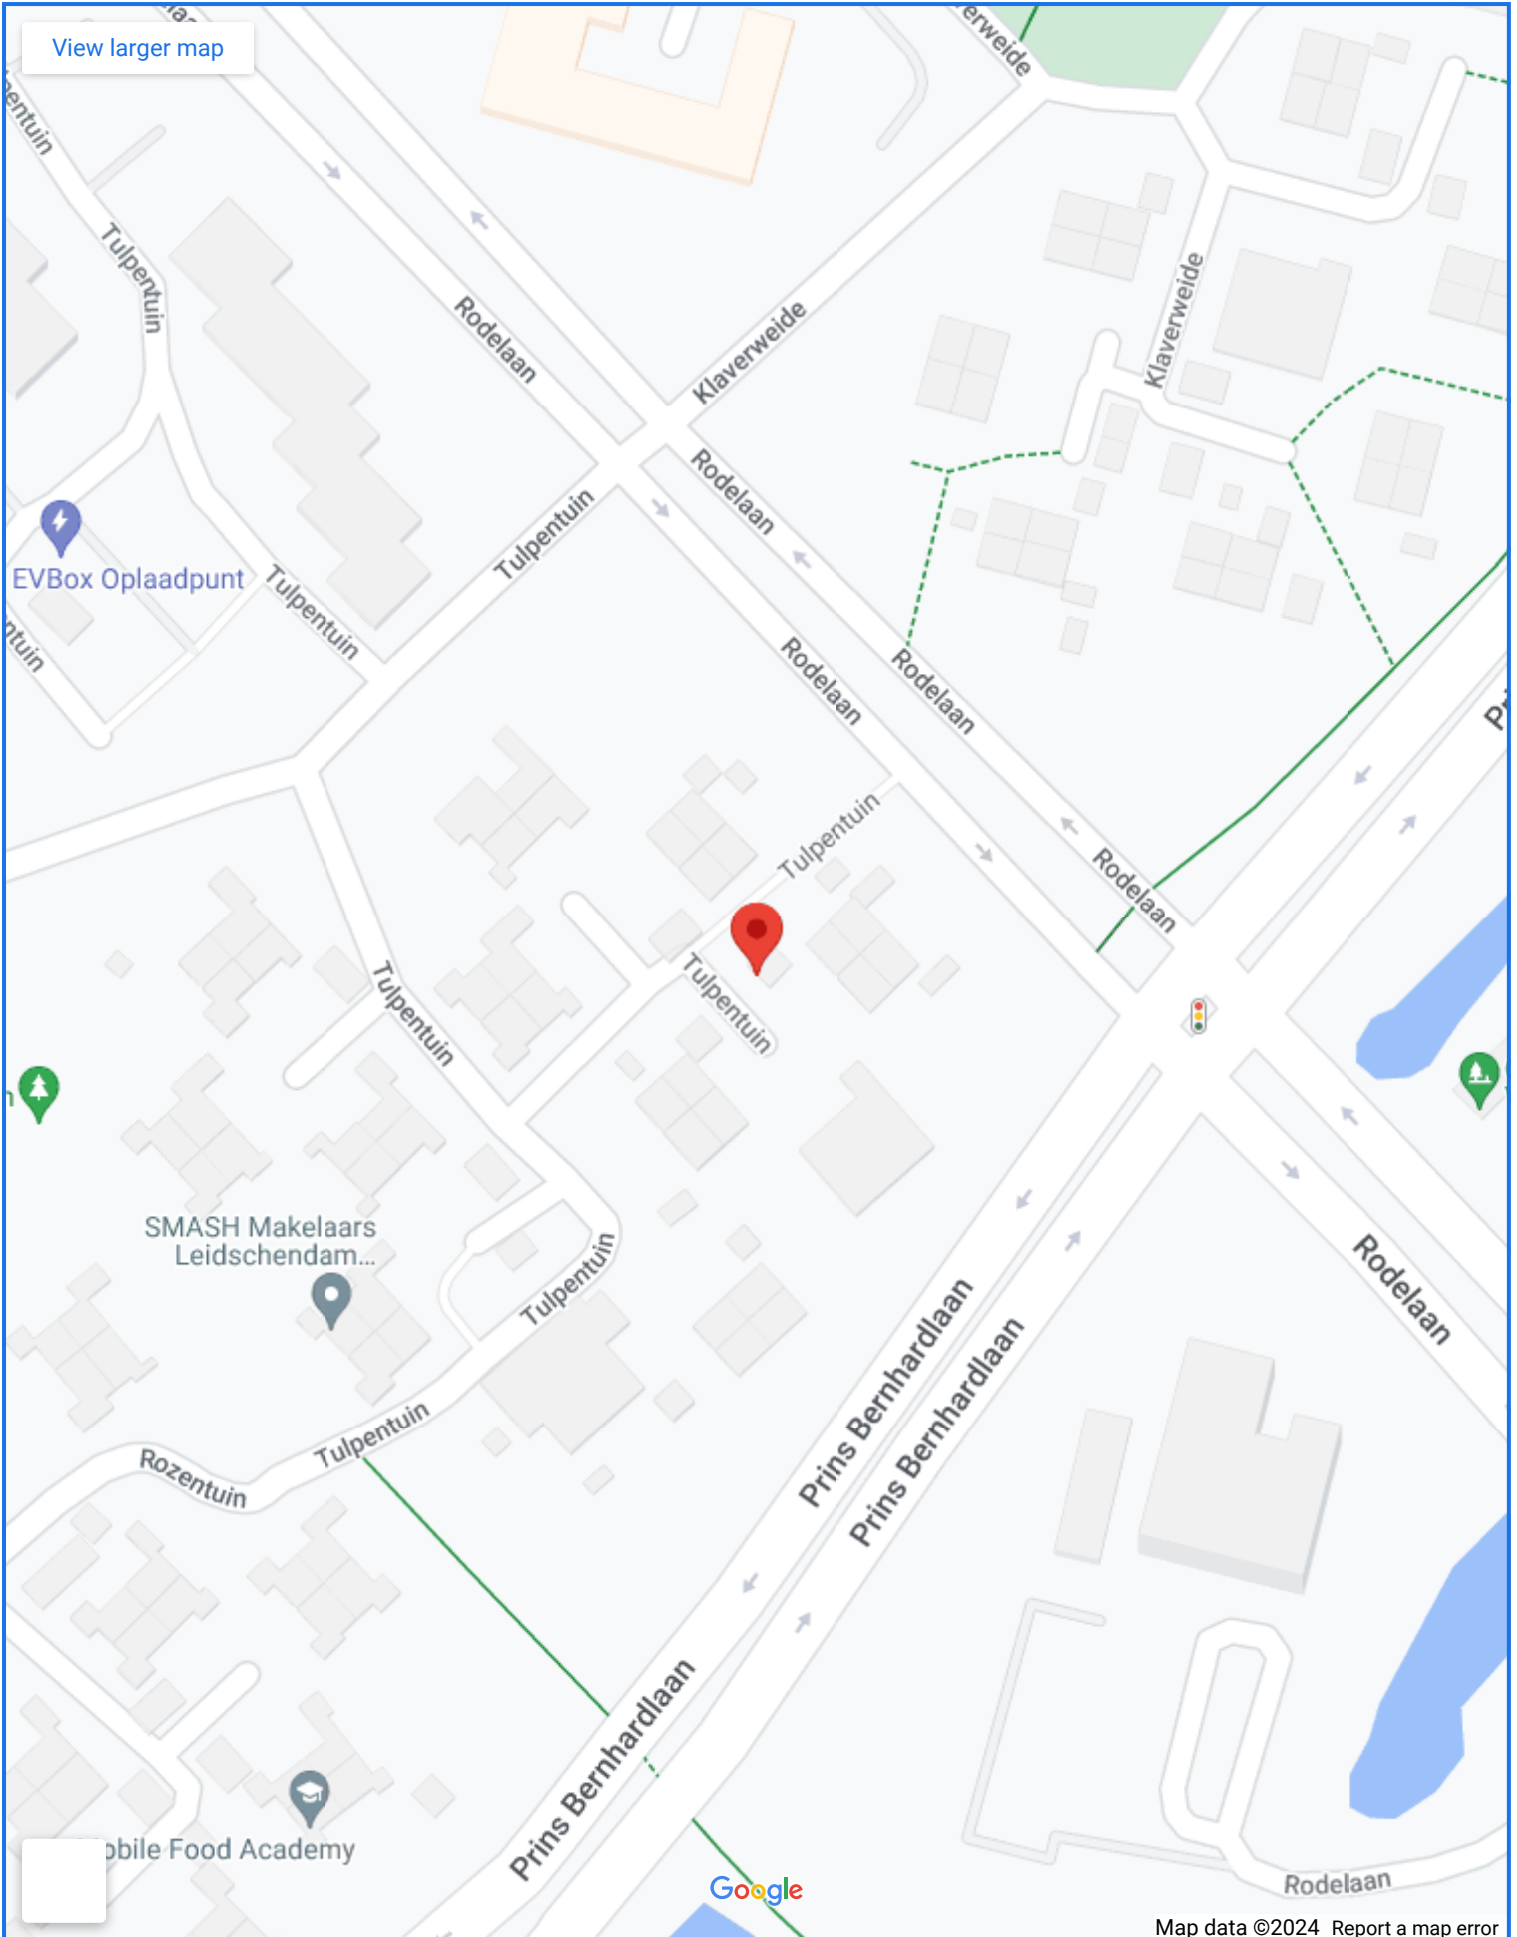 View larger map
Tulpentuin
Rodelaan
Klaverweide
Klaverweide
Rodelaan
Tulpentuin
EVBox Oplaadpunt
Tulpentuin
Rodelaan
Rodelaan
Tulpentuin
Rodelaan
Tulpentuin
Tulpentuin
SMASH Makelaars
Leidschendam...
Tulpentuin
Rodelaan
Prins Bernhardlaan
Prins Bernhardlaan
Tulpentuin
Rozentuin
Prins Bernhardlaan
Food Academy
Rodelaan
Google
Map data ©2024 Report a map error